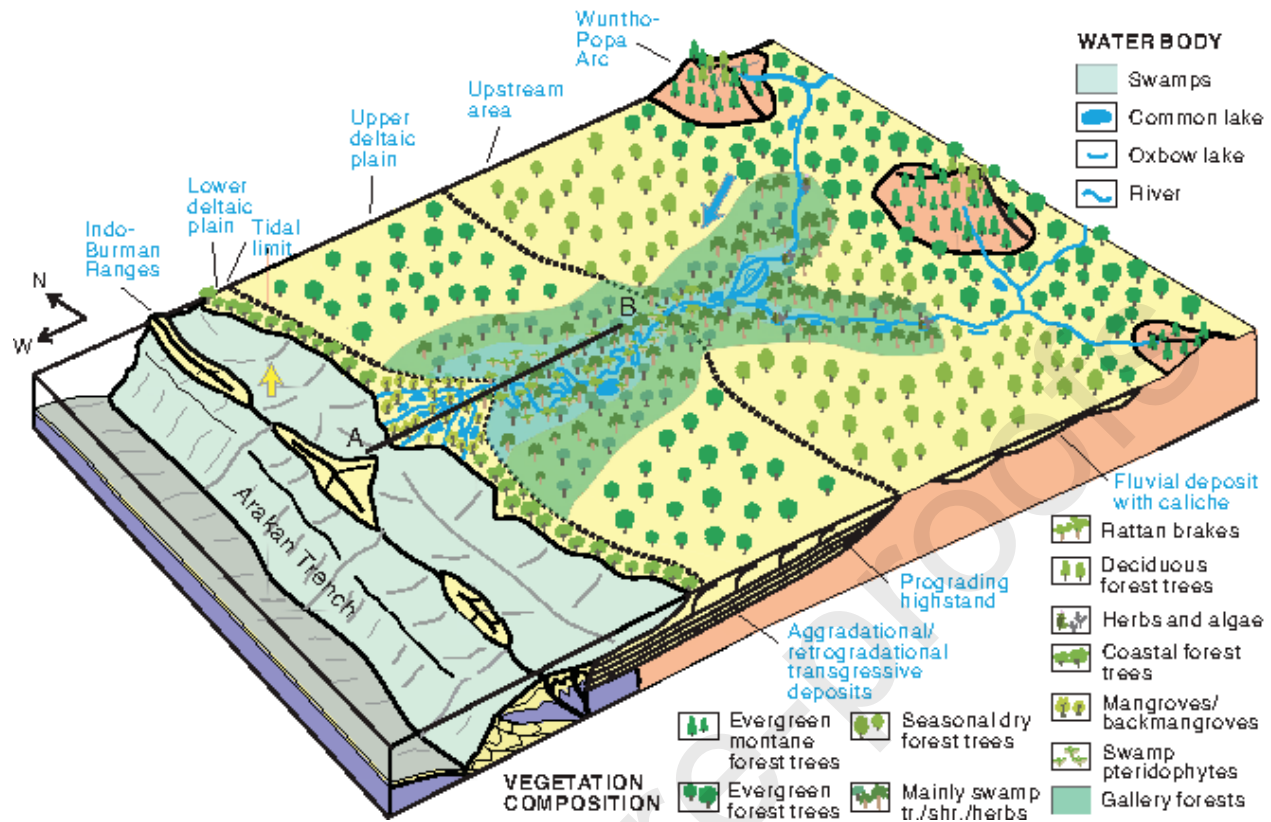 Wuntho-
Popa
Arc
Upstream
area
Upper
deltaic
plain
Lower
deltaic
plain
Tidal
limit
Indo-
Burman
Ranges
N
W
A
B
Arakan Trench
WATER BODY
Swamps
Common lake
Oxbow lake
River
Fluvial deposit
with caliche
Prograding
highstand
Aggradational/
retrogradational
transgressive
deposits
VEGETATION
COMPOSITION
Evergreen
montane
forest trees
Evergreen
forest trees
Seasonal dry
forest trees
Mainly swamp
tr./shr./herbs
Rattan brakes
Deciduous
forest trees
Herbs and algae
Coastal forest
trees
Mangroves/
backmangroves
Swamp
pteridophytes
Gallery forests